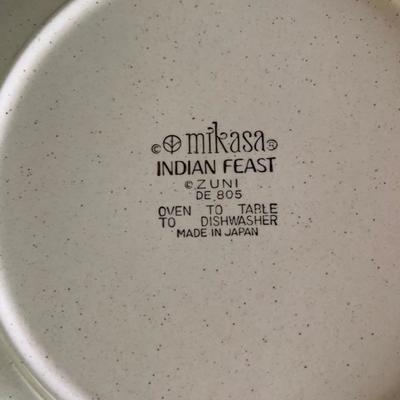 © mikasa ®
INDIAN FEAST
© ZUNI
DE 805
OVEN TO TABLE
TO DISHWASHER
MADE IN JAPAN